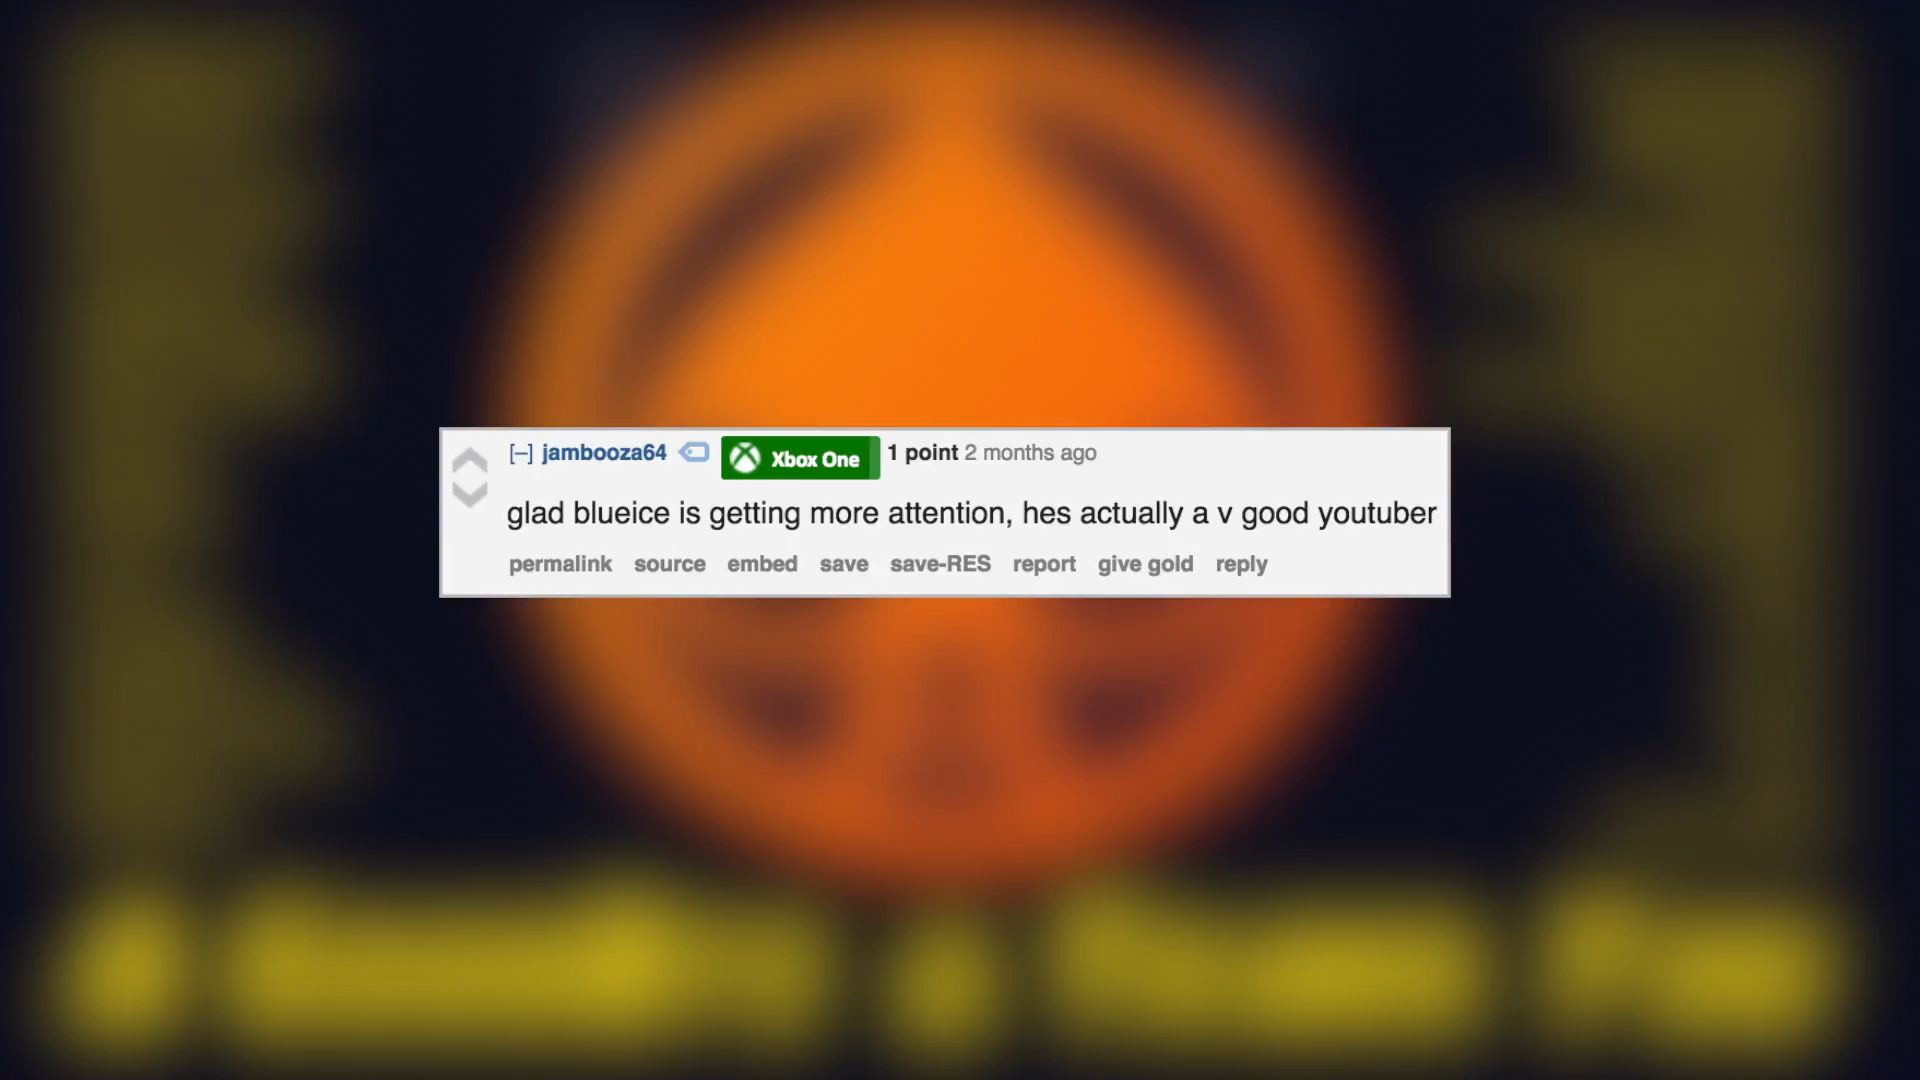 [–] jambooza64 Xbox One 1 point 2 months ago
glad blueice is getting more attention, hes actually a v good youtuber
permalink source embed save save-RES report give gold reply